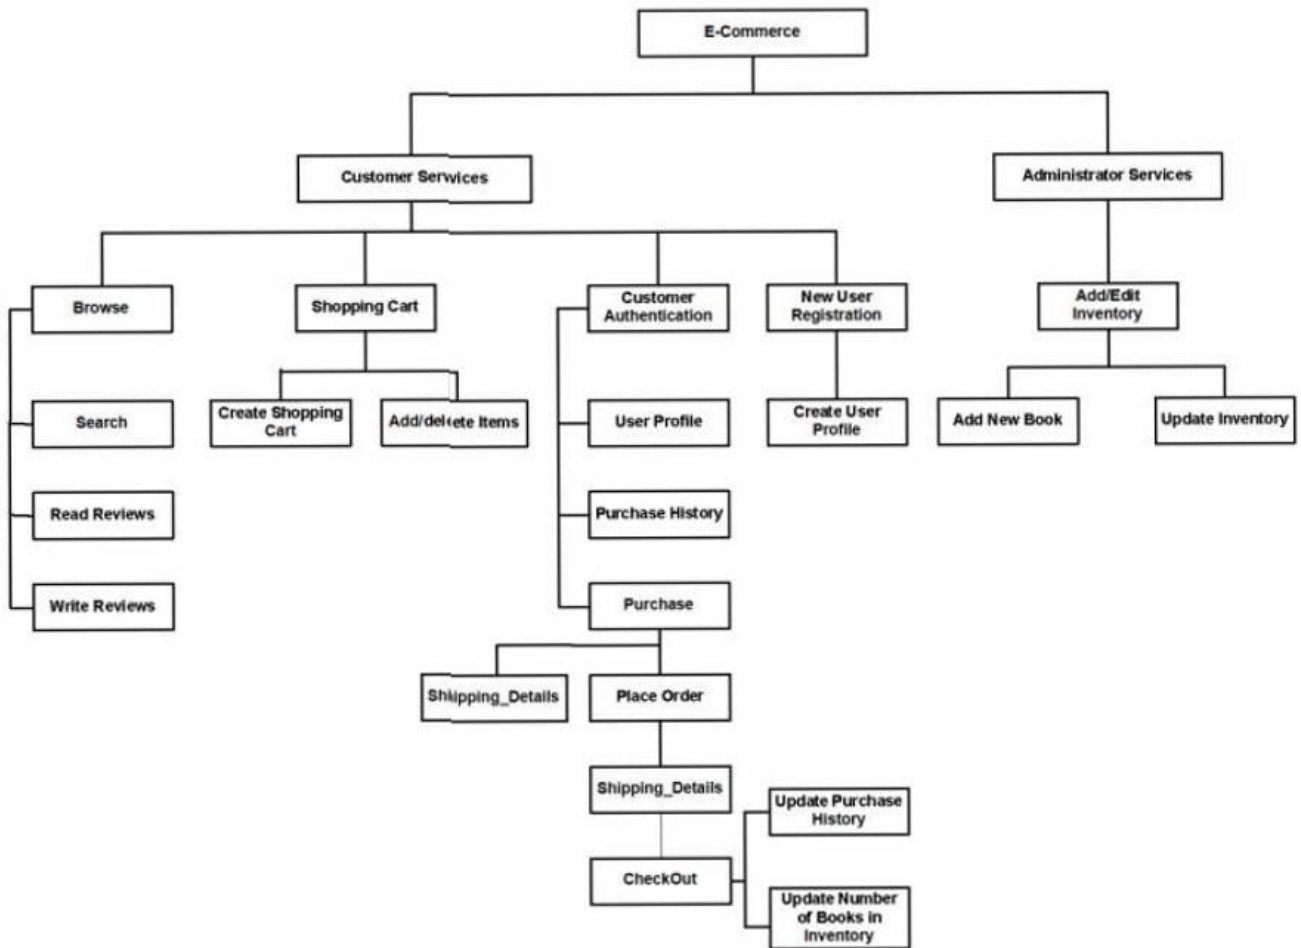 E-Commerce
Customer Services
Administrator Services
Browse
Shopping Cart
Customer
Authentication
New User
Registration
Add/Edit
Inventory
Search
Create Shopping
Cart
Add/delete Items
User Profile
Create User
Profile
Add New Book
Update Inventory
Read Reviews
Purchase History
Write Reviews
Purchase
Shipping_Details
Place Order
Shipping_Details
Update Purchase
History
CheckOut
Update Number
of Books in
Inventory